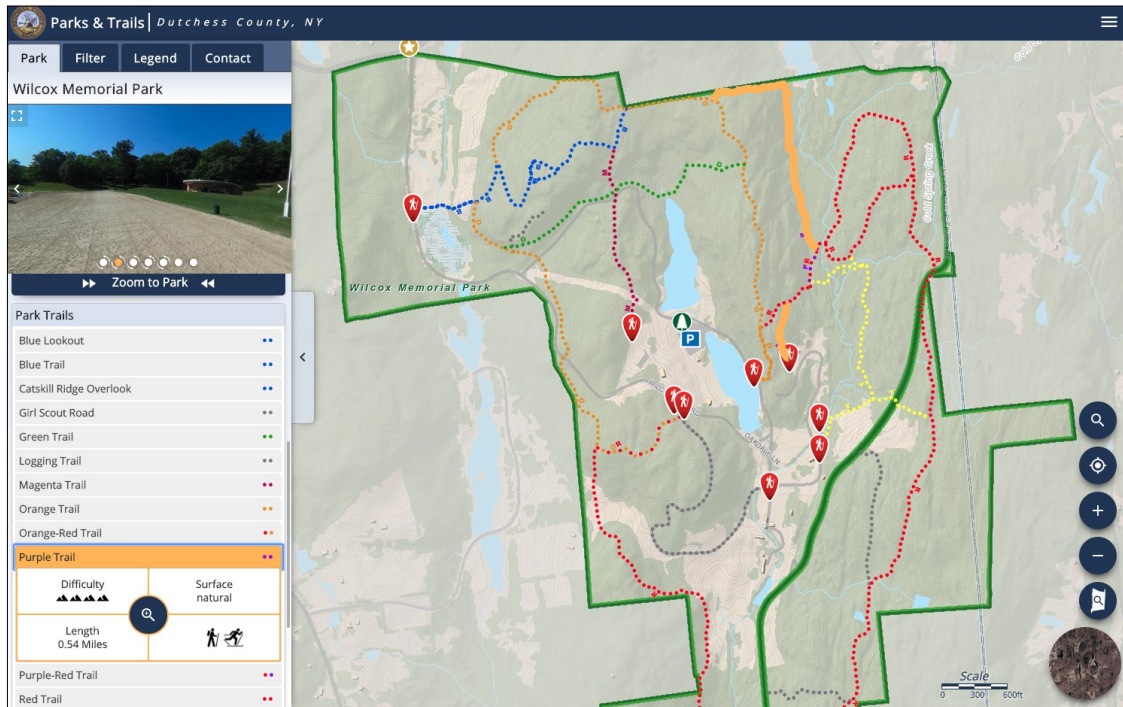 Parks & Trails | Dutchess County, NY
Park Filter Legend Contact
Wilcox Memorial Park
Zoom to Park
Park Trails
Blue Lookout
Blue Trail
Catskill Ridge Overlook
Girl Scout Road
Green Trail
Logging Trail
Magenta Trail
Orange Trail
Orange-Red Trail
Purple Trail
Difficulty
Surface
natural
Length
0.54 Miles
Purple-Red Trail
Red Trail
Wilcox Memorial Park
P
OAKDALE LN
Scale
0 300 600ft